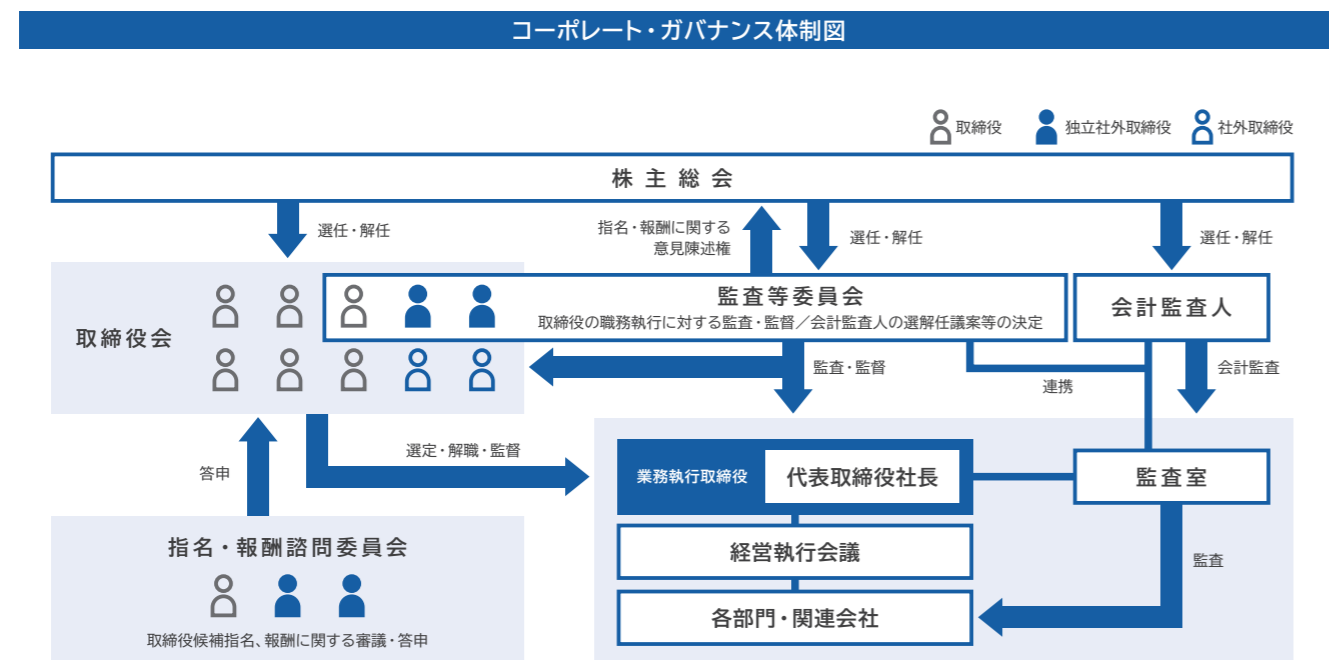 コーポレート・ガバナンス体制図
取締役
独立社外取締役
社外取締役
株主総会
選任・解任
指名・報酬に関する
意見陳述権
選任・解任
選任・解任
取締役会
監査等委員会
取締役の職務執行に対する監査・監督／会計監査人の選解任議案等の決定
会計監査人
監査・監督
連携
会計監査
選定・解職・監督
答申
業務執行取締役
代表取締役社長
監査室
指名・報酬諮問委員会
取締役候補指名、報酬に関する審議・答申
経営執行会議
監査
各部門・関連会社